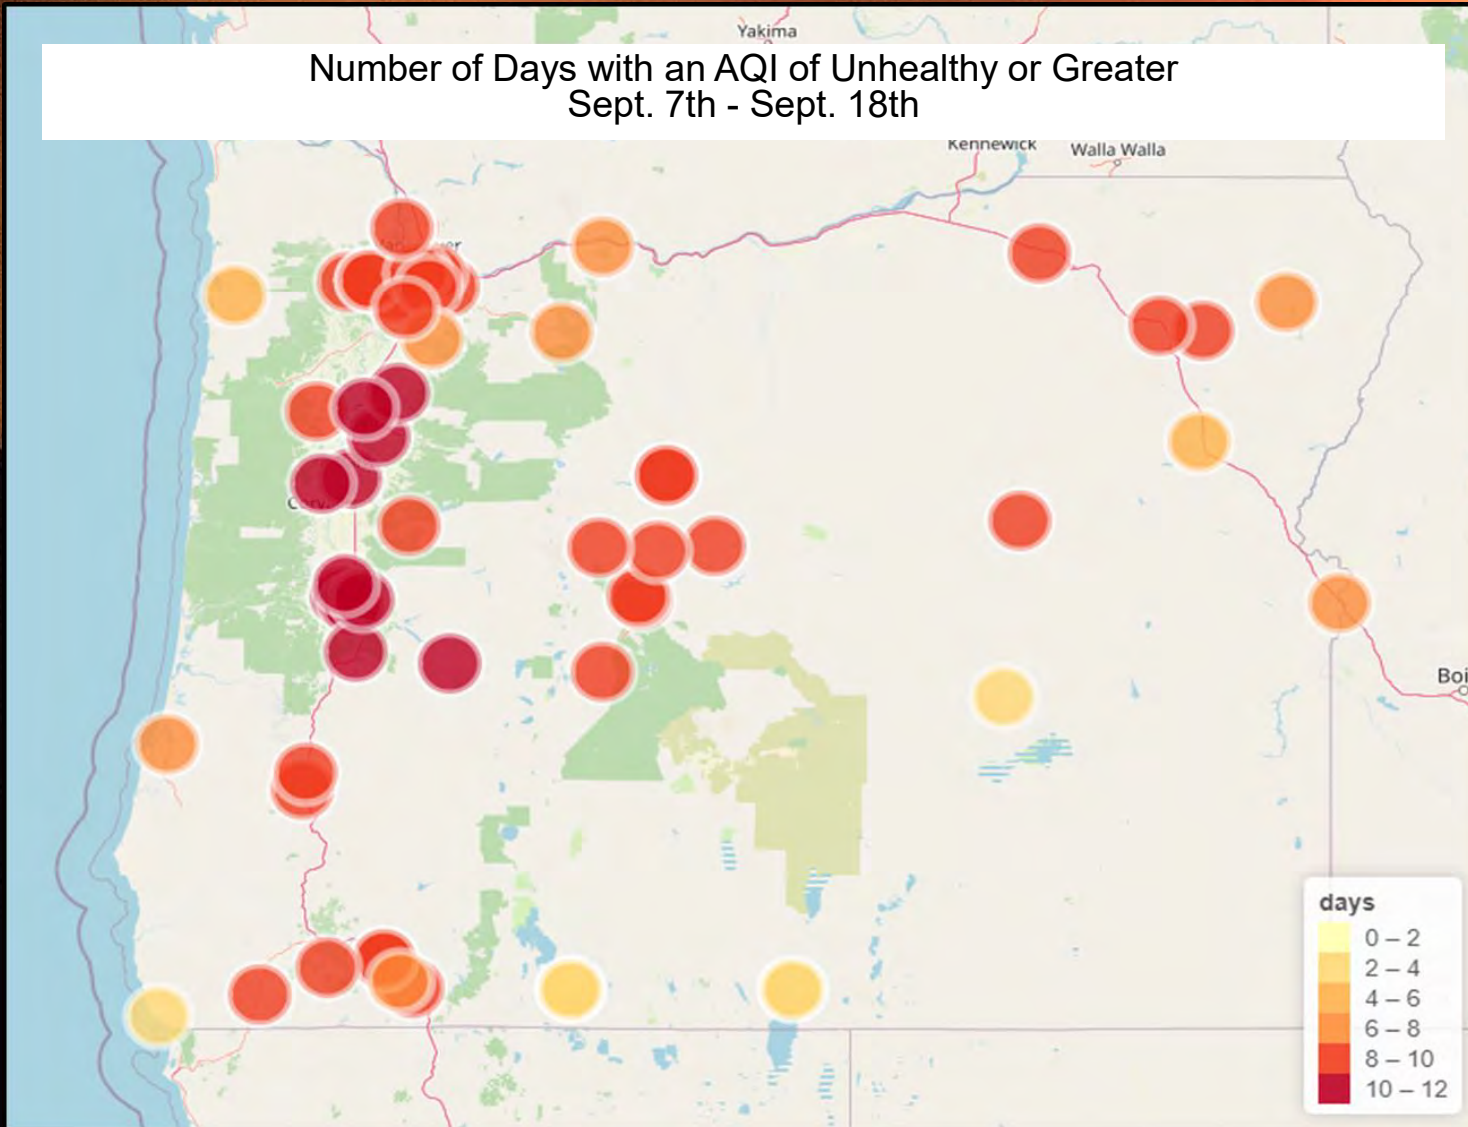 Yakima
Number of Days with an AQI of Unhealthy or Greater
Sept. 7th - Sept. 18th
Kennewick
Walla Walla
Boi
days
0 – 2
2 – 4
4 – 6
6 – 8
8 – 10
10 – 12